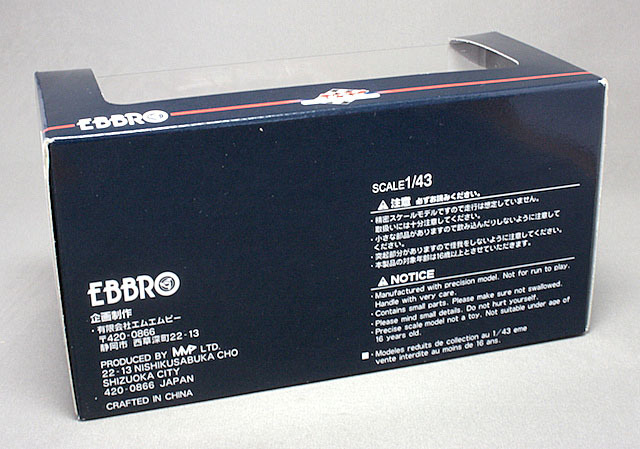 EBBRO
SCALE 1/43
注意 必ずお読みください。
・精密スケールモデルですので走行は想定していません。
取扱いには十分注意してください。
・小さな部品がありますので飲み込んだりしないように注意して
ください。
・突起部分がありますので怪我をしないように注意してください。
・本製品の対象年齢は16歳以上とさせていただきます。
NOTICE
・Manufactured with precision model. Not for run to play.
Handle with very care.
・Contains small parts. Please make sure not swallowed.
・Please mind small details. Do not hurt yourself.
・Precise scale model not a toy. Not suitable under age of
16 years old.
・Modeles reduits de collection au 1/43 eme
vente interdite au moins de 16 ans.
EBBRO
企画制作
・有限会社エムエムピー
〒420-0866
静岡市 西草深町22-13
PRODUCED BY MMP LTD.
22-13 NISHIKUSABUKA CHO
SHIZUOKA CITY
420-0866 JAPAN
CRAFTED IN CHINA